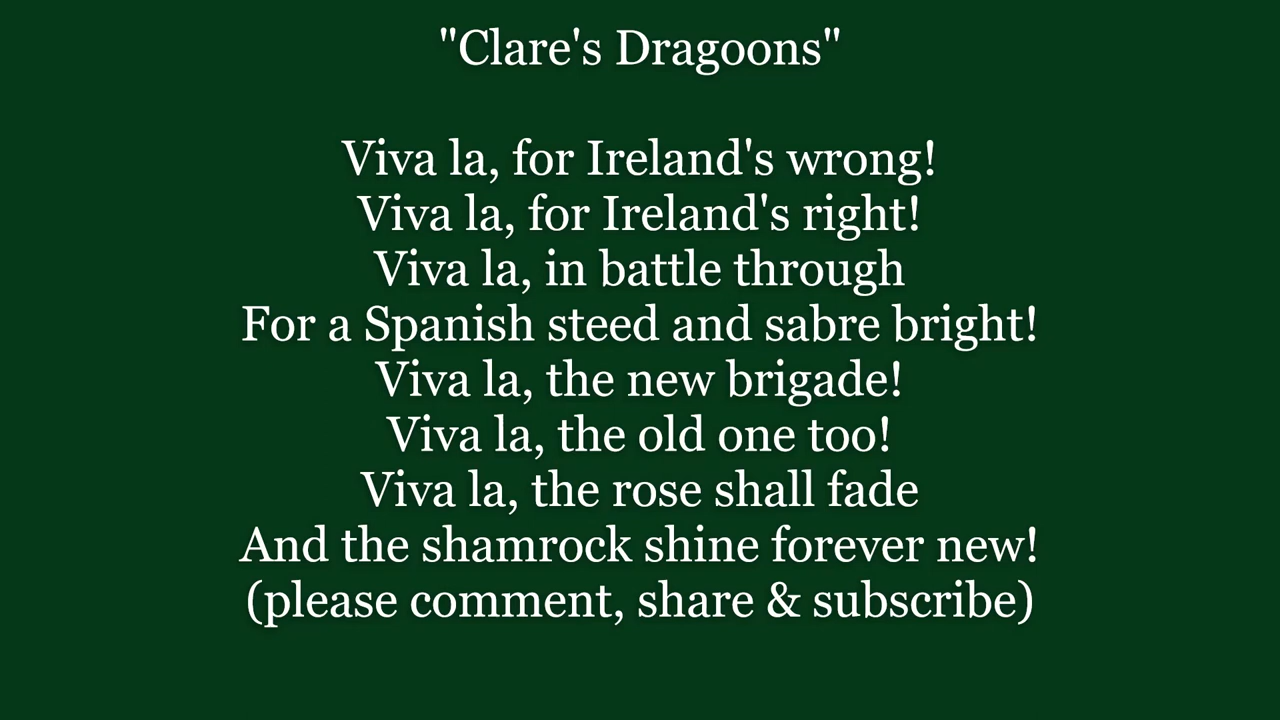 "Clare's Dragoons"
Viva la, for Ireland's wrong!
Viva la, for Ireland's right!
Viva la, in battle through
For a Spanish steed and sabre bright!
Viva la, the new brigade!
Viva la, the old one too!
Viva la, the rose shall fade
And the shamrock shine forever new!
(please comment, share & subscribe)